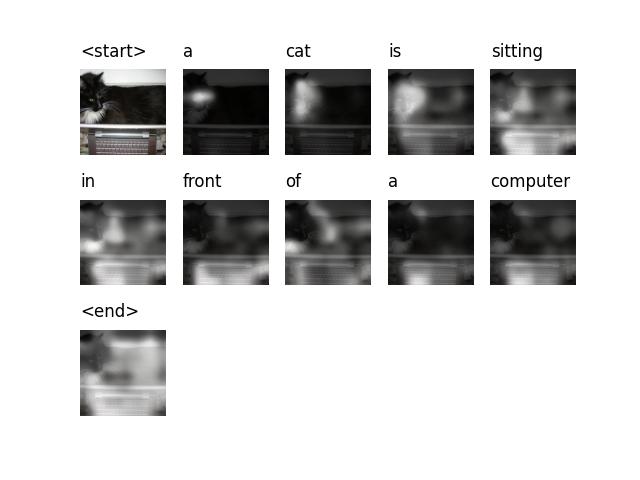 <start> a cat is sitting
in front of a computer
<end>